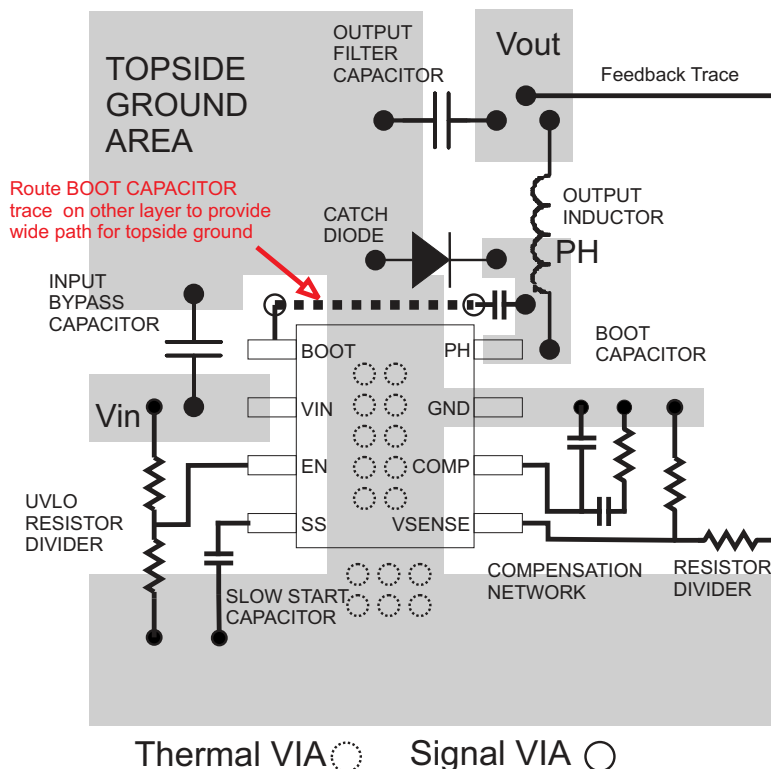 TOPSIDE
GROUND
AREA
OUTPUT
FILTER
CAPACITOR
Vout
Feedback Trace
Route BOOT CAPACITOR
trace on other layer to provide
wide path for topside ground
CATCH
DIODE
OUTPUT
INDUCTOR
PH
INPUT
BYPASS
CAPACITOR
BOOT
CAPACITOR
BOOT
PH
Vin
VIN
GND
EN
COMP
SS
VSENSE
UVLO
RESISTOR
DIVIDER
SLOW START
CAPACITOR
COMPENSATION
NETWORK
RESISTOR
DIVIDER
Thermal VIA
Signal VIA